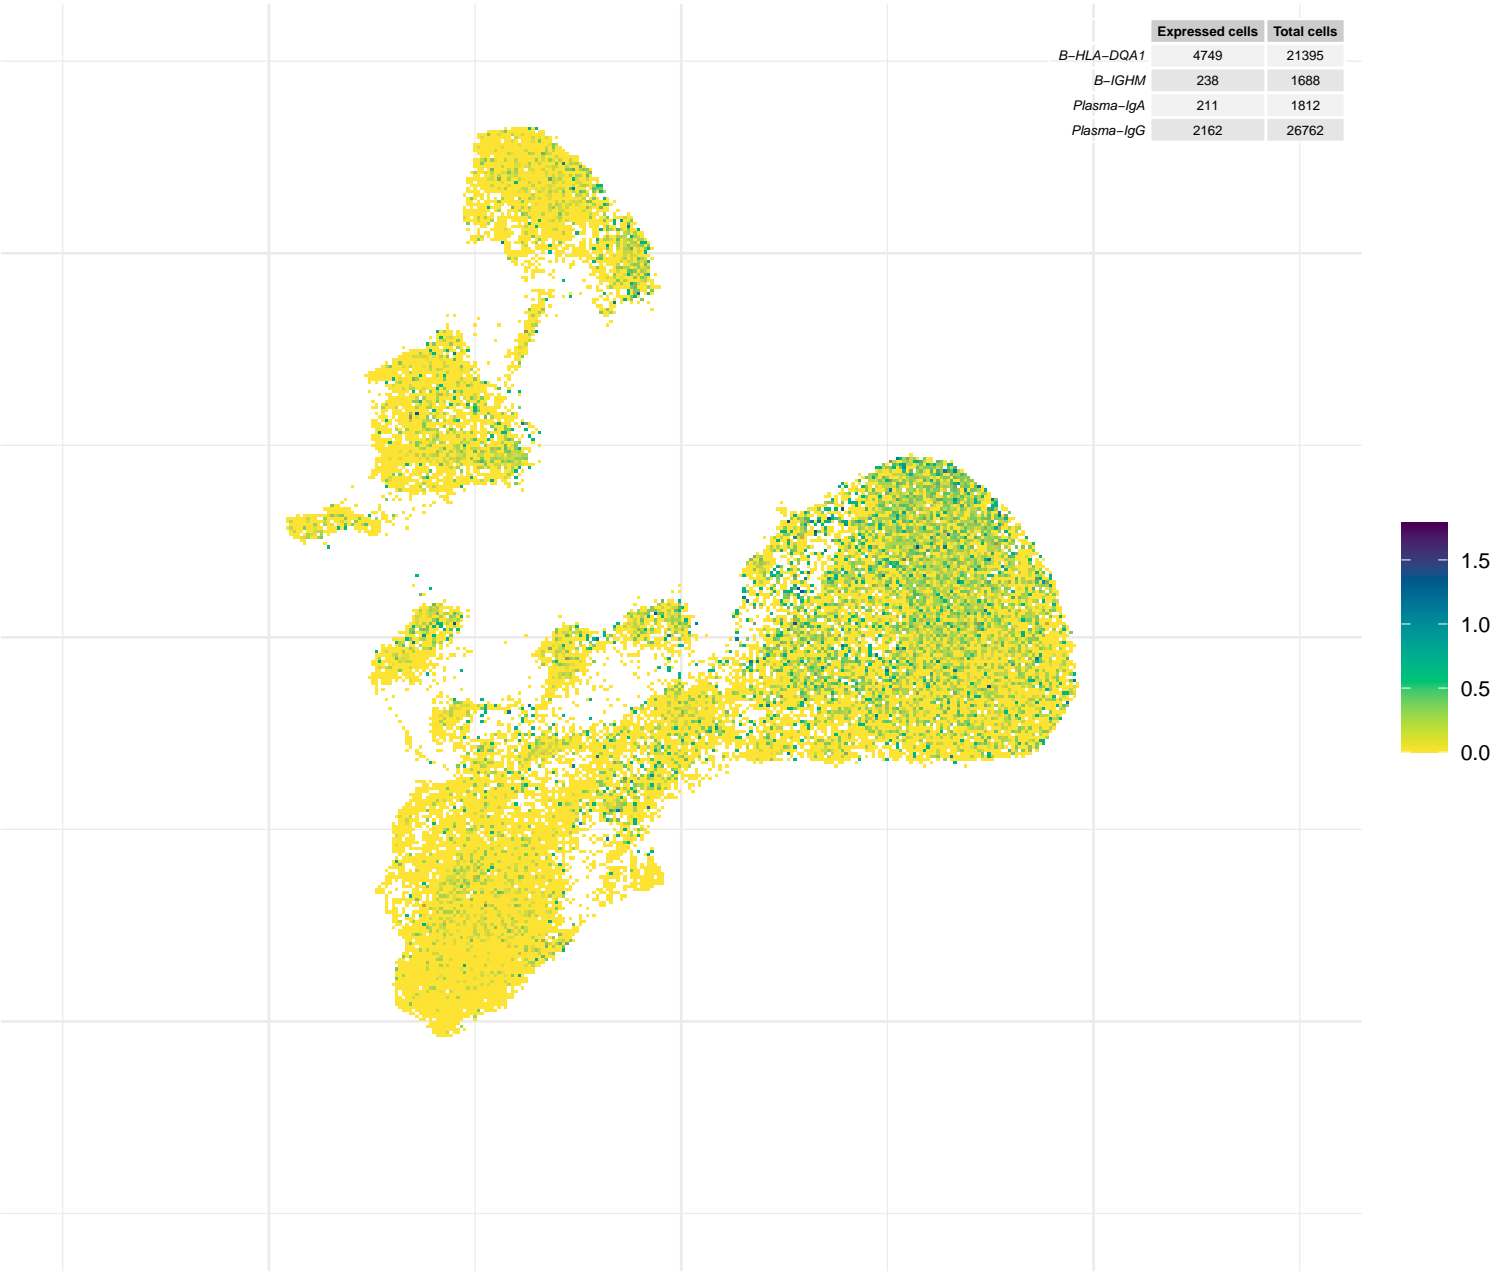 Expressed cells Total cells
B−HLA−DQA1 4749 21395
B−IGHM 238 1688
Plasma−IgA 211 1812
Plasma−IgG 2162 26762
1.5
1.0
0.5
0.0